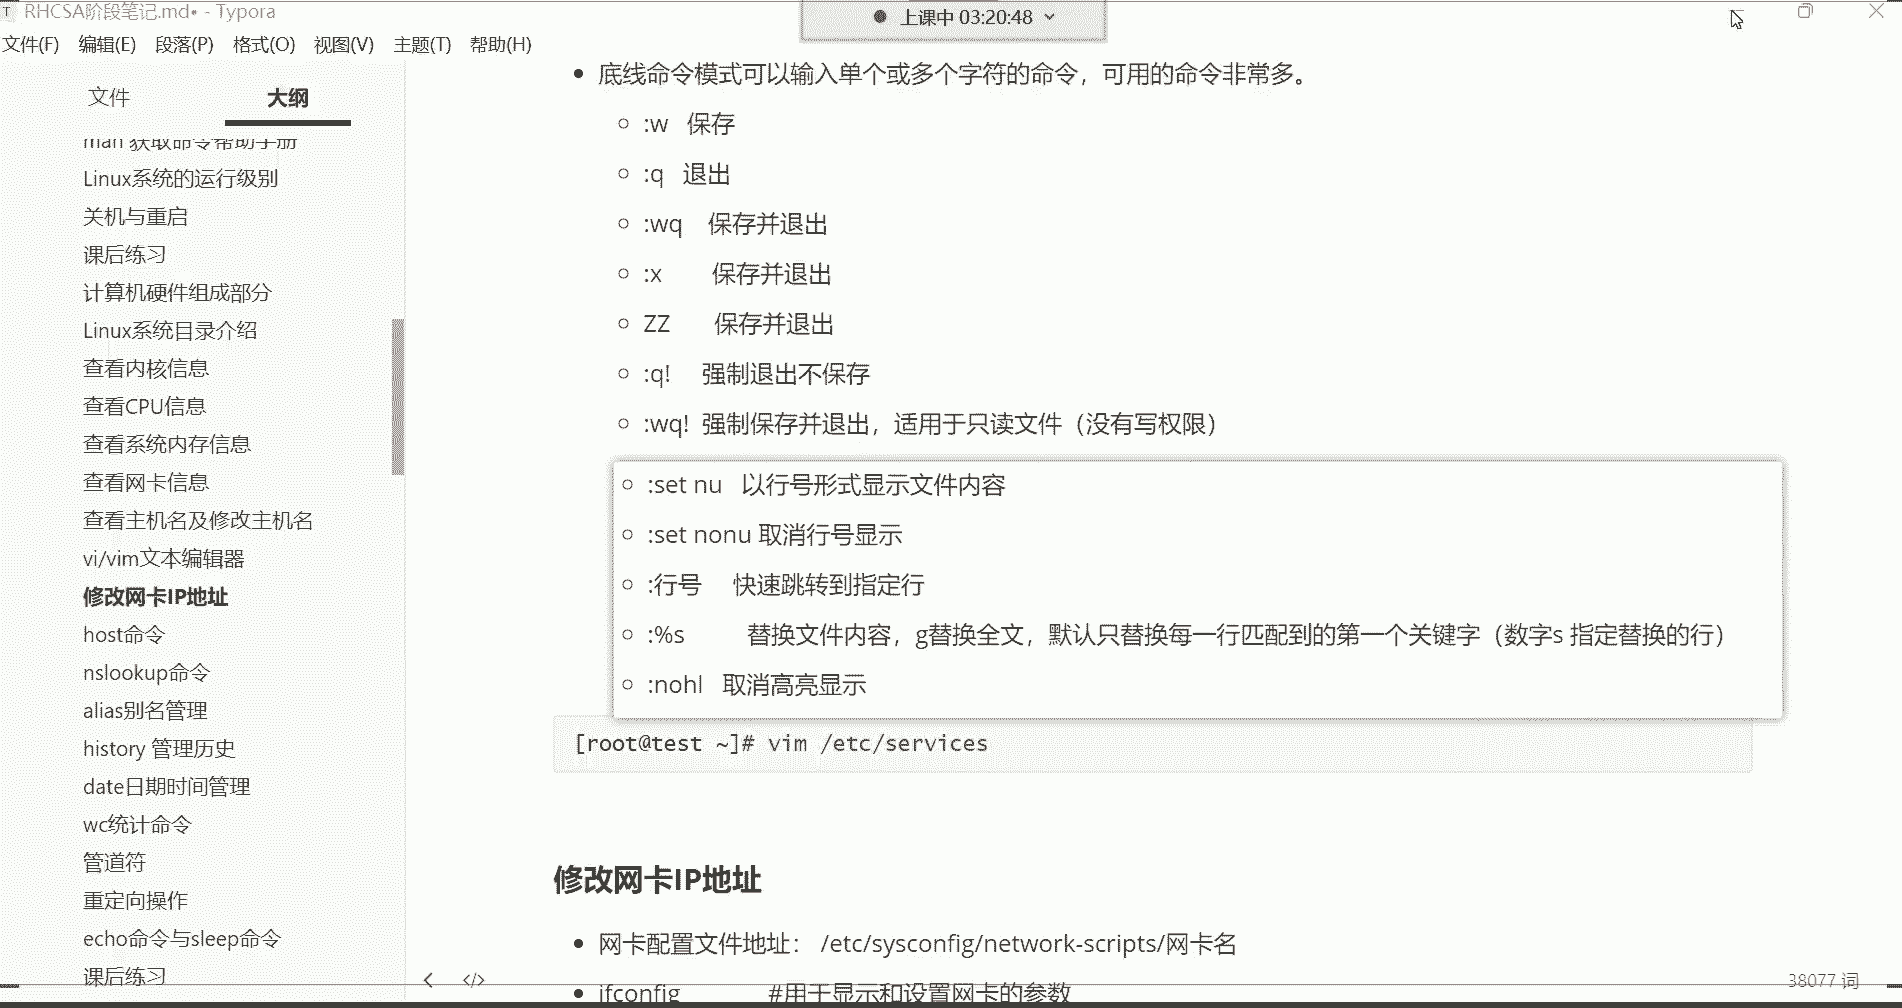 RHCSA阶段笔记.md• - Typora
上课中 03:20:48
文件(F) 编辑(E) 段落(P) 格式(O) 视图(V) 主题(T) 帮助(H)
文件 大纲
man 获取命令帮助手册
Linux系统的运行级别
关机与重启
课后练习
计算机硬件组成部分
Linux系统目录介绍
查看内核信息
查看CPU信息
查看系统内存信息
查看网卡信息
查看主机名及修改主机名
vi/vim文本编辑器
修改网卡IP地址
host命令
nslookup命令
alias别名管理
history 管理历史
date日期时间管理
wc统计命令
管道符
重定向操作
echo命令与sleep命令
课后练习
底线命令模式可以输入单个或多个字符的命令，可用的命令非常多。
:w 保存
:q 退出
:wq 保存并退出
:x 保存并退出
ZZ 保存并退出
:q! 强制退出不保存
:wq! 强制保存并退出，适用于只读文件（没有写权限）
:set nu 以行号形式显示文件内容
:set nonu 取消行号显示
:行号 快速跳转到指定行
:%s 替换文件内容，g替换全文，默认只替换每一行匹配到的第一个关键字（数字s 指定替换的行）
:nohl 取消高亮显示
[root@test ~]# vim /etc/services
修改网卡IP地址
网卡配置文件地址： /etc/sysconfig/network-scripts/网卡名
ifconfig #用于显示和设置网卡的参数
38077 词